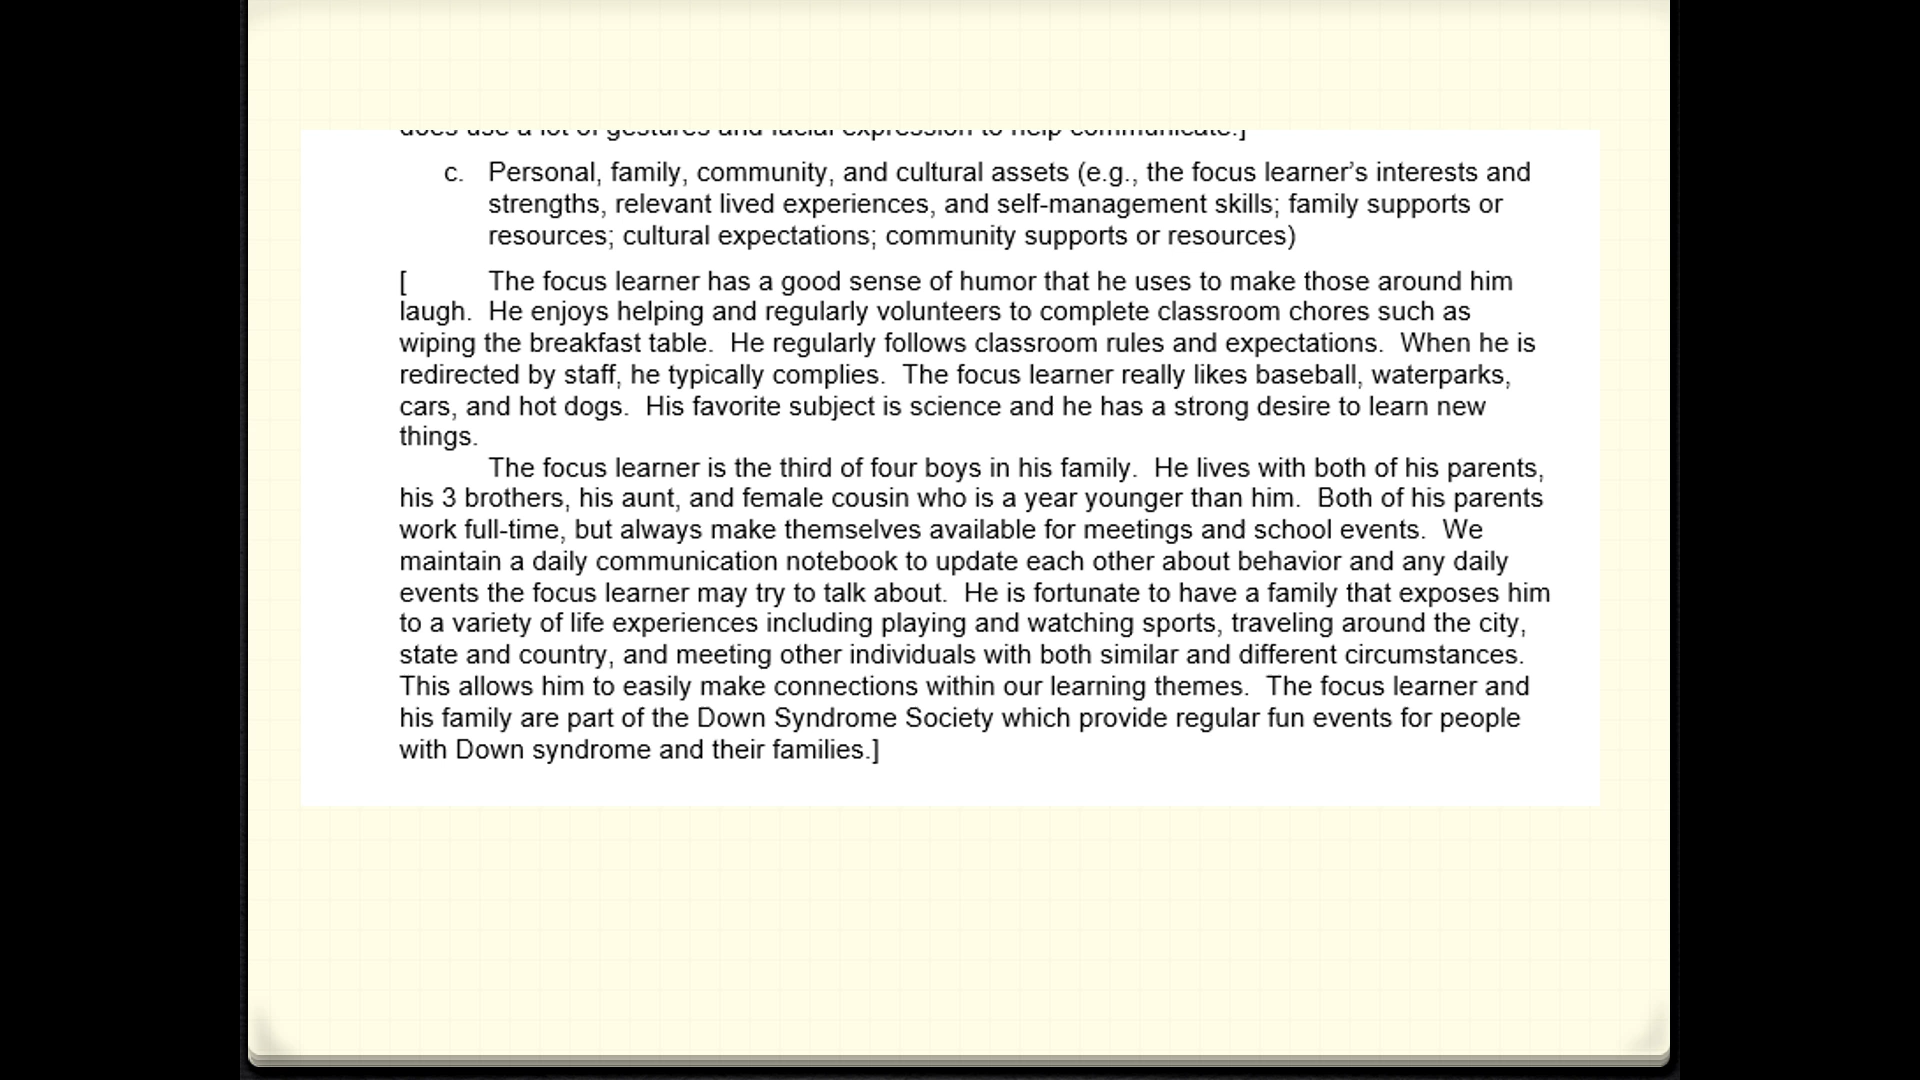 does use a lot of gestures and facial expression to help communicate.]
c. Personal, family, community, and cultural assets (e.g., the focus learner’s interests and
strengths, relevant lived experiences, and self-management skills; family supports or
resources; cultural expectations; community supports or resources)
[ The focus learner has a good sense of humor that he uses to make those around him
laugh. He enjoys helping and regularly volunteers to complete classroom chores such as
wiping the breakfast table. He regularly follows classroom rules and expectations. When he is
redirected by staff, he typically complies. The focus learner really likes baseball, waterparks,
cars, and hot dogs. His favorite subject is science and he has a strong desire to learn new
things.
The focus learner is the third of four boys in his family. He lives with both of his parents,
his 3 brothers, his aunt, and female cousin who is a year younger than him. Both of his parents
work full-time, but always make themselves available for meetings and school events. We
maintain a daily communication notebook to update each other about behavior and any daily
events the focus learner may try to talk about. He is fortunate to have a family that exposes him
to a variety of life experiences including playing and watching sports, traveling around the city,
state and country, and meeting other individuals with both similar and different circumstances.
This allows him to easily make connections within our learning themes. The focus learner and
his family are part of the Down Syndrome Society which provide regular fun events for people
with Down syndrome and their families.]